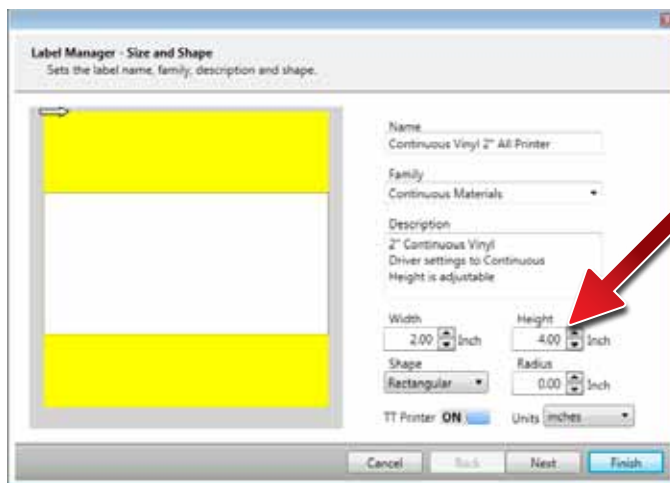 Label Manager - Size and Shape
Sets the label name, family, description and shape.
Name
Continuous Vinyl 2" All Printer
Family
Continuous Materials
Description
2" Continuous Vinyl
Driver settings to Continuous
Height is adjustable
Width Height
2.00 Inch 4.00 Inch
Shape Radius
Rectangular 0.00 Inch
TT Printer ON Units inches
Cancel Back Next Finish